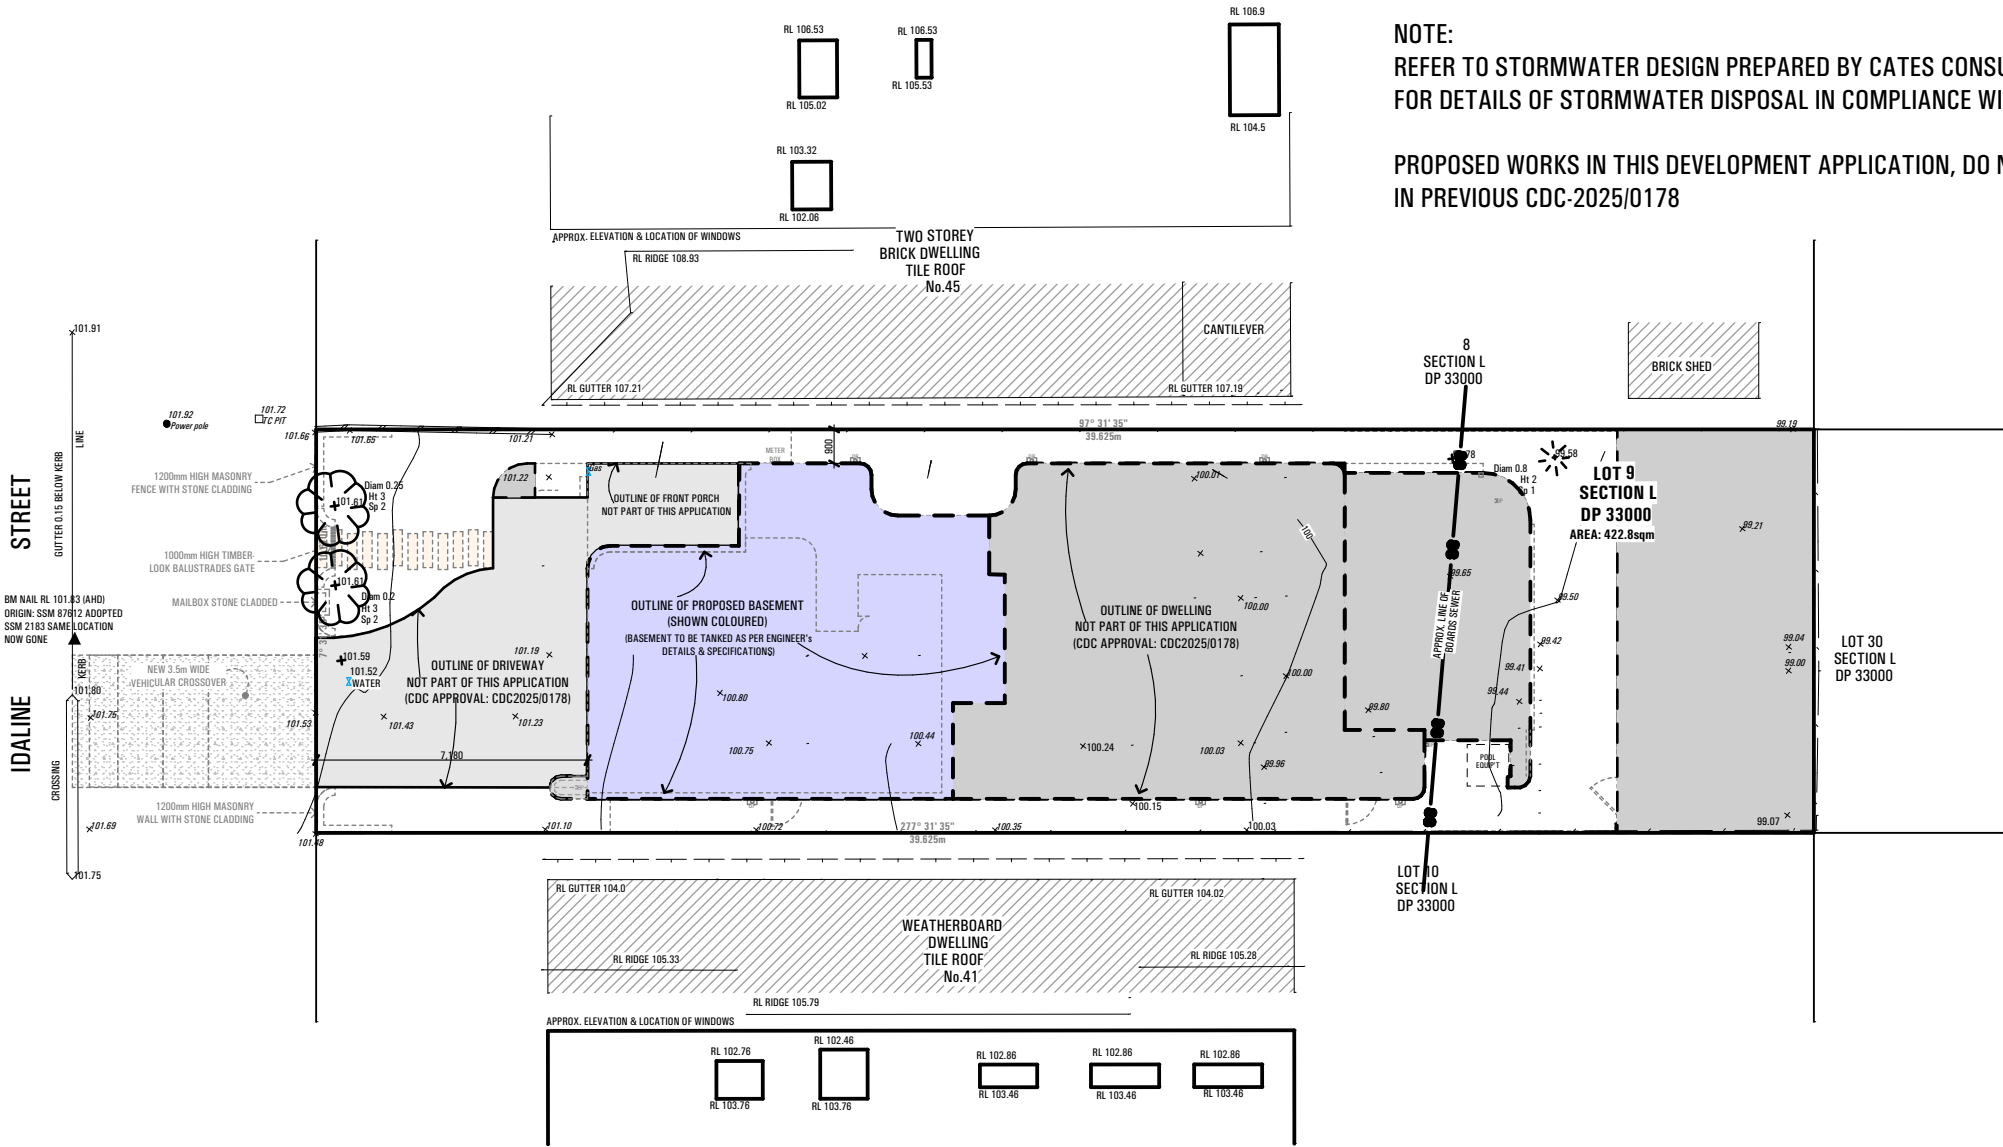 NOTE:
REFER TO STORMWATER DESIGN PREPARED BY CATES CONSU
FOR DETAILS OF STORMWATER DISPOSAL IN COMPLIANCE WI
PROPOSED WORKS IN THIS DEVELOPMENT APPLICATION, DO
IN PREVIOUS CDC-2025/0178
RL 106.53
RL 105.02
RL 106.53
RL 105.53
RL 106.9
RL 104.5
RL 103.32
RL 102.06
APPROX. ELEVATION & LOCATION OF WINDOWS
TWO STOREY
BRICK DWELLING
TILE ROOF
No.45
RL RIDGE 108.93
CANTILEVER
RL GUTTER 107.21
RL GUTTER 107.19
8
SECTION L
DP 33000
BRICK SHED
STREET
IDALINE
101.91
LINE
GUTTER 0.15 BELOW KERB
101.92
Power pole
101.72
TC PIT
101.66
101.65
101.21
97° 31' 35"
39.625m
99.19
1200mm HIGH MASONRY
FENCE WITH STONE CLADDING
1000mm HIGH TIMBER-
LOOK BALUSTRADES GATE
MAILBOX STONE CLADDED
BM NAIL RL 101.83 (AHD)
ORIGIN: SSM 87612 ADOPTED
SSM 2183 SAME LOCATION
NOW GONE
KERB
101.80
CROSSING
101.75
101.69
101.75
NEW 3.5m WIDE
VEHICULAR CROSSOVER
1200mm HIGH MASONRY
WALL WITH STONE CLADDING
101.53
101.48
Diam 0.25
Ht 3
Sp 2
101.61
101.61
Diam 0.2
Ht 3
Sp 2
101.59
101.52
WATER
101.22
METER
BOX
900
OUTLINE OF FRONT PORCH
NOT PART OF THIS APPLICATION
OUTLINE OF DRIVEWAY
NOT PART OF THIS APPLICATION
(CDC APPROVAL: CDC2025/0178)
101.19
101.43
101.23
7,180
101.10
OUTLINE OF PROPOSED BASEMENT
(SHOWN COLOURED)
(BASEMENT TO BE TANKED AS PER ENGINEER's
DETAILS & SPECIFICATIONS)
100.80
100.75
100.44
100.72
277° 31' 35"
39.625m
100.35
OUTLINE OF DWELLING
NOT PART OF THIS APPLICATION
(CDC APPROVAL: CDC2025/0178)
100.01
100
100.00
100.00
100.24
100.03
99.96
100.15
100.03
99.80
99.65
APPROX. LINE OF
BOARDS SEWER
Diam 0.8
Ht 2
Sp 1
99.58
LOT 9
SECTION L
DP 33000
AREA: 422.8sqm
99.50
99.42
99.41
99.44
POOL
EQUIP'T
99.21
99.04
99.00
99.07
LOT 30
SECTION L
DP 33000
LOT 10
SECTION L
DP 33000
RL GUTTER 104.0
RL GUTTER 104.02
WEATHERBOARD
DWELLING
TILE ROOF
No.41
RL RIDGE 105.33
RL RIDGE 105.28
RL RIDGE 105.79
APPROX. ELEVATION & LOCATION OF WINDOWS
RL 102.76
RL 103.76
RL 102.46
RL 103.76
RL 102.86
RL 103.46
RL 102.86
RL 103.46
RL 102.86
RL 103.46